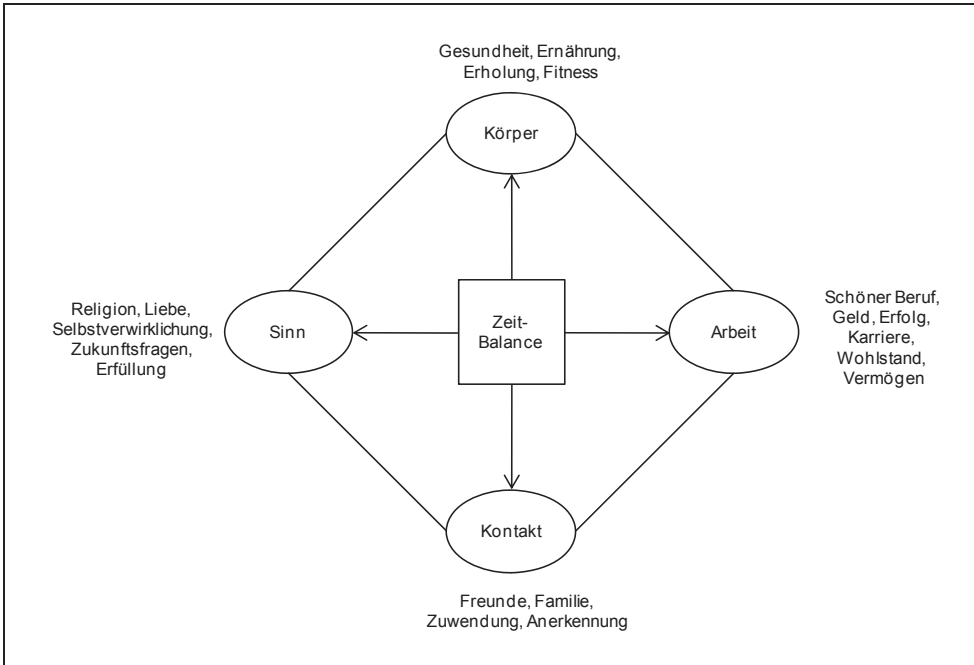 Gesundheit, Ernährung,
Erholung, Fitness
Körper
Religion, Liebe,
Selbstverwirklichung,
Zukunftsfragen,
Erfüllung
Sinn
Zeit-
Balance
Arbeit
Schöner Beruf,
Geld, Erfolg,
Karriere,
Wohlstand,
Vermögen
Kontakt
Freunde, Familie,
Zuwendung, Anerkennung